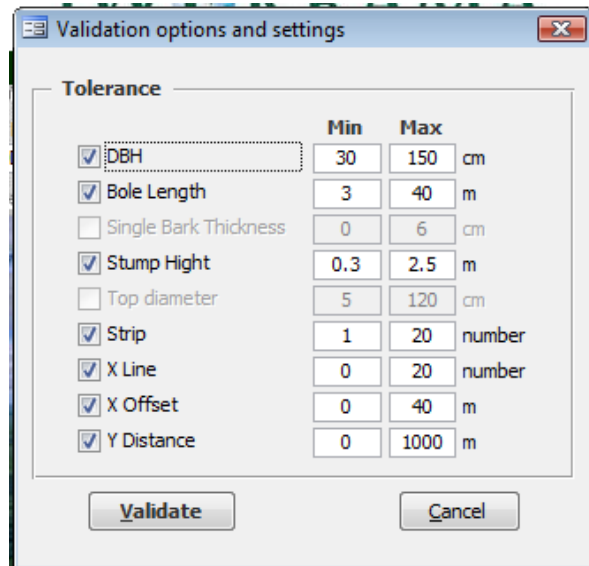 Validation options and settings
Tolerance
Min Max
DBH 30 150 cm
Bole Length 3 40 m
Single Bark Thickness 0 6 cm
Stump Hight 0.3 2.5 m
Top diameter 5 120 cm
Strip 1 20 number
X Line 0 20 number
X Offset 0 40 m
Y Distance 0 1000 m
Validate Cancel